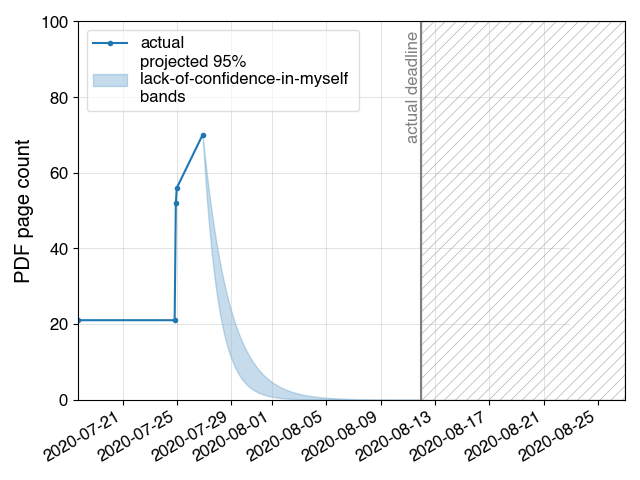 100
80
60
40
20
0
PDF page count
actual
projected 95%
lack-of-confidence-in-myself
bands
actual deadline
2020-07-21
2020-07-25
2020-07-29
2020-08-01
2020-08-05
2020-08-09
2020-08-13
2020-08-17
2020-08-21
2020-08-25